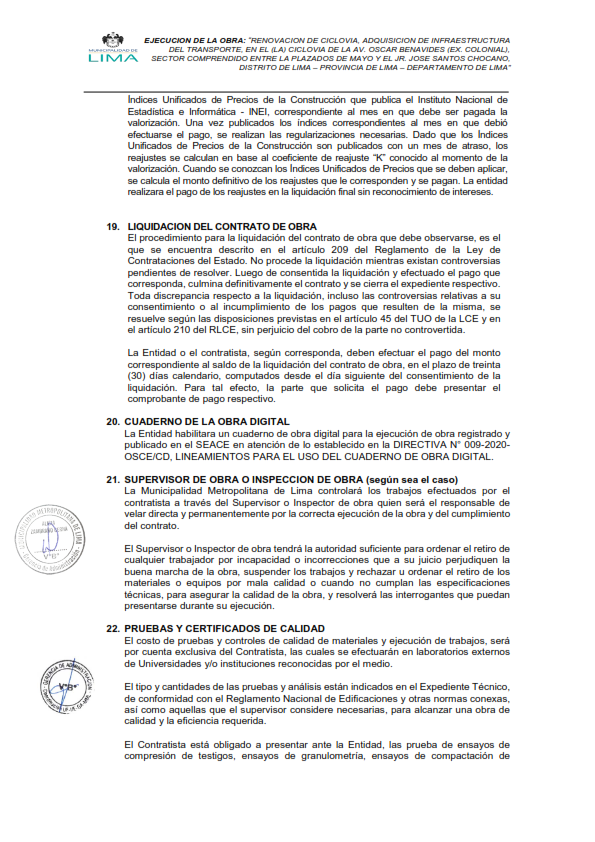 MUNICIPALIDAD DE
LIMA
EJECUCION DE LA OBRA: "RENOVACION DE CICLOVIA, ADQUISICION DE INFRAESTRUCTURA
DEL TRANSPORTE, EN EL (LA) CICLOVIA DE LA AV. OSCAR BENAVIDES (EX. COLONIAL),
SECTOR COMPRENDIDO ENTRE LA PLAZADOS DE MAYO Y EL JR. JOSE SANTOS CHOCANO,
DISTRITO DE LIMA – PROVINCIA DE LIMA – DEPARTAMENTO DE LIMA"
Índices Unificados de Precios de la Construcción que publica el Instituto Nacional de
Estadística e Informática - INEI, correspondiente al mes en que debe ser pagada la
valorización. Una vez publicados los índices correspondientes al mes en que debió
efectuarse el pago, se realizan las regularizaciones necesarias. Dado que los Índices
Unificados de Precios de la Construcción son publicados con un mes de atraso, los
reajustes se calculan en base al coeficiente de reajuste "K" conocido al momento de la
valorización. Cuando se conozcan los Índices Unificados de Precios que se deben aplicar,
se calcula el monto definitivo de los reajustes que le corresponden y se pagan. La entidad
realizara el pago de los reajustes en la liquidación final sin reconocimiento de intereses.
19. LIQUIDACION DEL CONTRATO DE OBRA
El procedimiento para la liquidación del contrato de obra que debe observarse, es el
que se encuentra descrito en el artículo 209 del Reglamento de la Ley de
Contrataciones del Estado. No procede la liquidación mientras existan controversias
pendientes de resolver. Luego de consentida la liquidación y efectuado el pago que
corresponda, culmina definitivamente el contrato y se cierra el expediente respectivo.
Toda discrepancia respecto a la liquidación, incluso las controversias relativas a su
consentimiento o al incumplimiento de los pagos que resulten de la misma, se
resuelve según las disposiciones previstas en el artículo 45 del TUO de la LCE y en
el artículo 210 del RLCE, sin perjuicio del cobro de la parte no controvertida.
La Entidad o el contratista, según corresponda, deben efectuar el pago del monto
correspondiente al saldo de la liquidación del contrato de obra, en el plazo de treinta
(30) días calendario, computados desde el día siguiente del consentimiento de la
liquidación. Para tal efecto, la parte que solicita el pago debe presentar el
comprobante de pago respectivo.
20. CUADERNO DE LA OBRA DIGITAL
La Entidad habilitara un cuaderno de obra digital para la ejecución de obra registrado y
publicado en el SEACE en atención de lo establecido en la DIRECTIVA N° 009-2020-
OSCE/CD, LINEAMIENTOS PARA EL USO DEL CUADERNO DE OBRA DIGITAL.
21. SUPERVISOR DE OBRA O INSPECCION DE OBRA (según sea el caso)
La Municipalidad Metropolitana de Lima controlará los trabajos efectuados por el
contratista a través del Supervisor o Inspector de obra quien será el responsable de
velar directa y permanentemente por la correcta ejecución de la obra y del cumplimiento
del contrato.
El Supervisor o Inspector de obra tendrá la autoridad suficiente para ordenar el retiro de
cualquier trabajador por incapacidad o incorrecciones que a su juicio perjudiquen la
buena marcha de la obra, suspender los trabajos y rechazar u ordenar el retiro de los
materiales o equipos por mala calidad o cuando no cumplan las especificaciones
técnicas, para asegurar la calidad de la obra, y resolverá las interrogantes que puedan
presentarse durante su ejecución.
22. PRUEBAS Y CERTIFICADOS DE CALIDAD
El costo de pruebas y controles de calidad de materiales y ejecución de trabajos, será
por cuenta exclusiva del Contratista, las cuales se efectuarán en laboratorios externos
de Universidades y/o instituciones reconocidas por el medio.
V°B°
El tipo y cantidades de las pruebas y análisis están indicados en el Expediente Técnico,
de conformidad con el Reglamento Nacional de Edificaciones y otras normas conexas,
así como aquellas que el supervisor considere necesarias, para alcanzar una obra de
calidad y la eficiencia requerida.
El Contratista está obligado a presentar ante la Entidad, las prueba de ensayos de
compresión de testigos, ensayos de granulometría, ensayos de compactación de